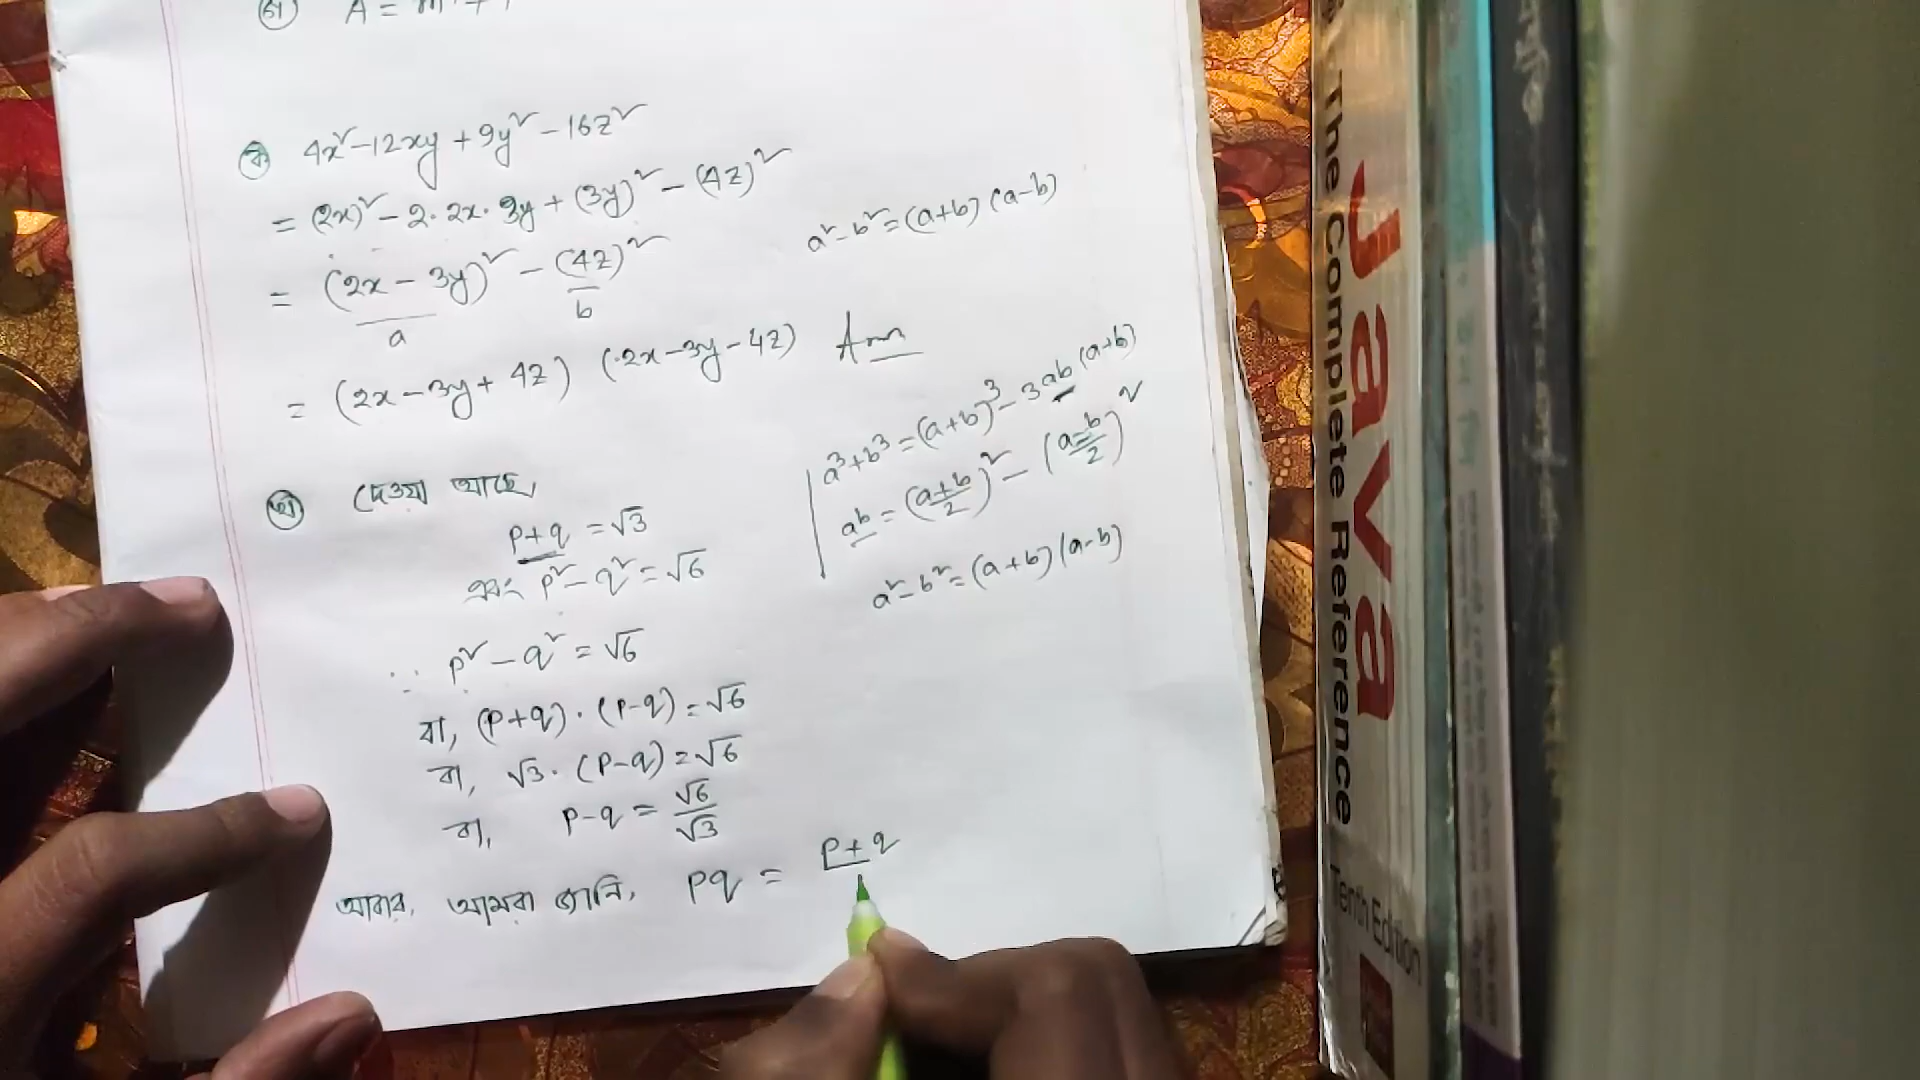 গ) A = m
ক) 4x² - 12xy + 9y² - 16z²
= (2x)² - 2. 2x. 3y + (3y)² - (4z)²
a² - b² = (a+b) (a-b)
= (2x - 3y)² - (4z)²
a b
= (2x - 3y + 4z) (2x - 3y - 4z) Ans
a³ + b³ = (a+b)³ - 3ab (a+b)
ab = (a+b/2)² - (a-b/2)²
a² - b² = (a+b) (a-b)
খ) দেওয়া আছে,
p+q = √3
এবং p² - q² = √6
∴ p² - q² = √6
বা, (p+q) . (p-q) = √6
বা, √3 . (p-q) = √6
বা, p-q = √6/√3
আবার, আমরা জানি, pq = p+q
Java
The Complete Reference
Tenth Edition